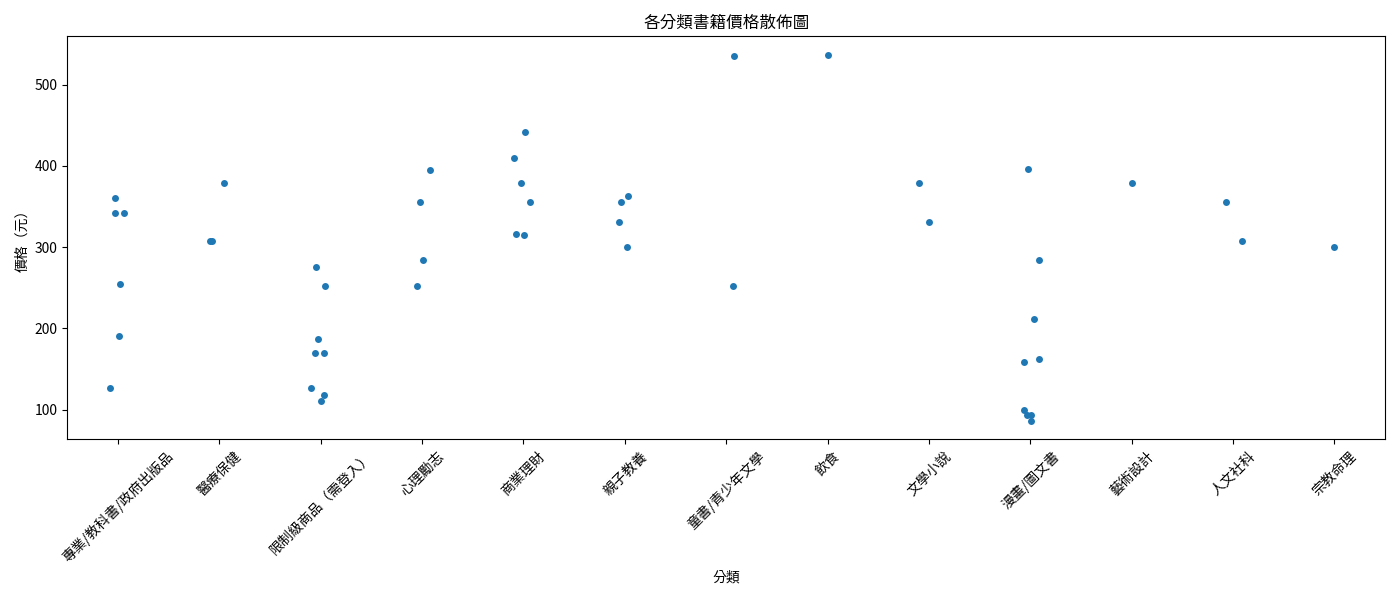 各分類書籍價格散佈圖
價格（元）
500
400
300
200
100
專業/教科書/政府出版品
醫療保健
限制級商品（需登入）
心理勵志
商業理財
親子教養
童書/青少年文學
飲食
文學小說
漫畫/圖文書
藝術設計
人文社科
宗教命理
分類